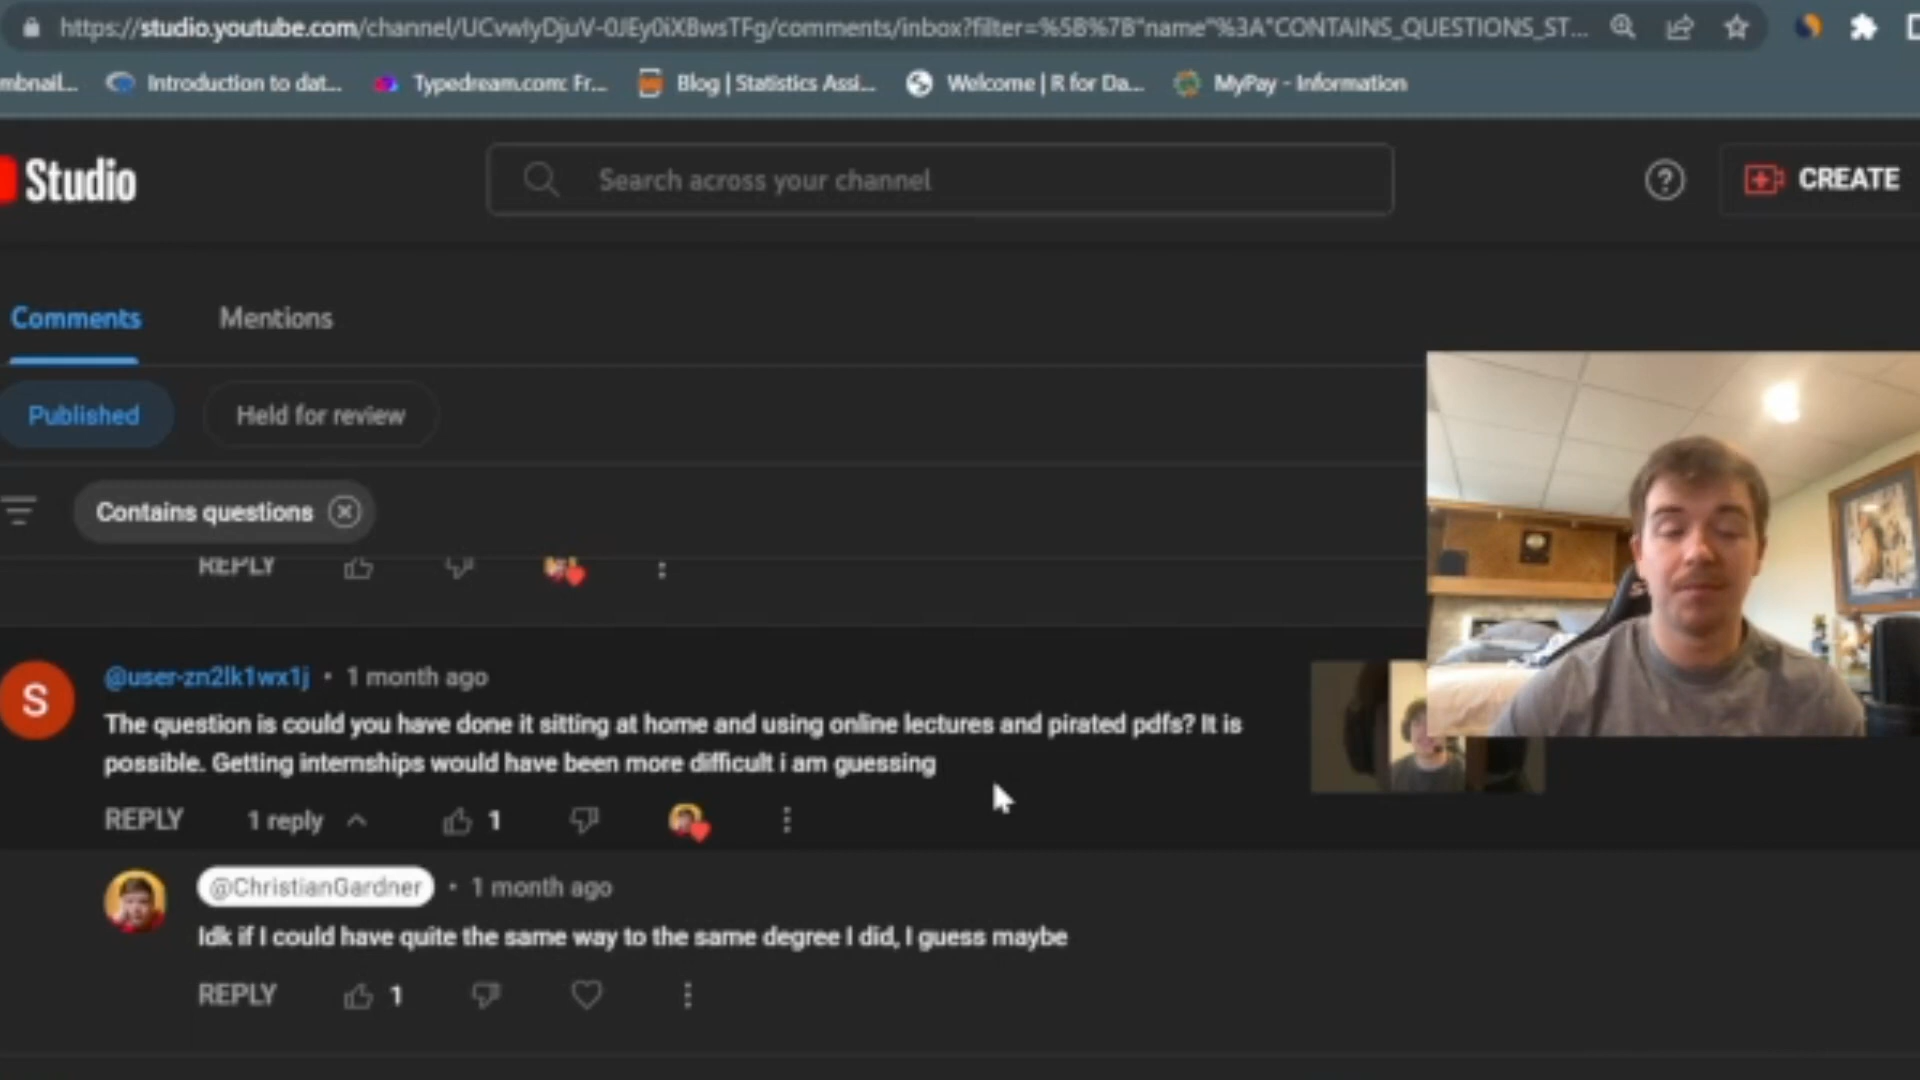 https://studio.youtube.com/channel/UCvwIyDjuV-0JEy0iXBwsTFg/comments/inbox?filter=%5B%7B"name"%3A"CONTAINS_QUESTIONS_ST...
mbnail... Introduction to dat... Typedream.com: Fr... Blog | Statistics Assi... Welcome | R for Da... MyPay - Information
Studio
Search across your channel
CREATE
Comments Mentions
Published Held for review
Contains questions
REPLY
S
@user-zn2lk1wx1j • 1 month ago
The question is could you have done it sitting at home and using online lectures and pirated pdfs? It is
possible. Getting internships would have been more difficult i am guessing
REPLY 1 reply 1
@ChristianGardner • 1 month ago
Idk if I could have quite the same way to the same degree I did, I guess maybe
REPLY 1